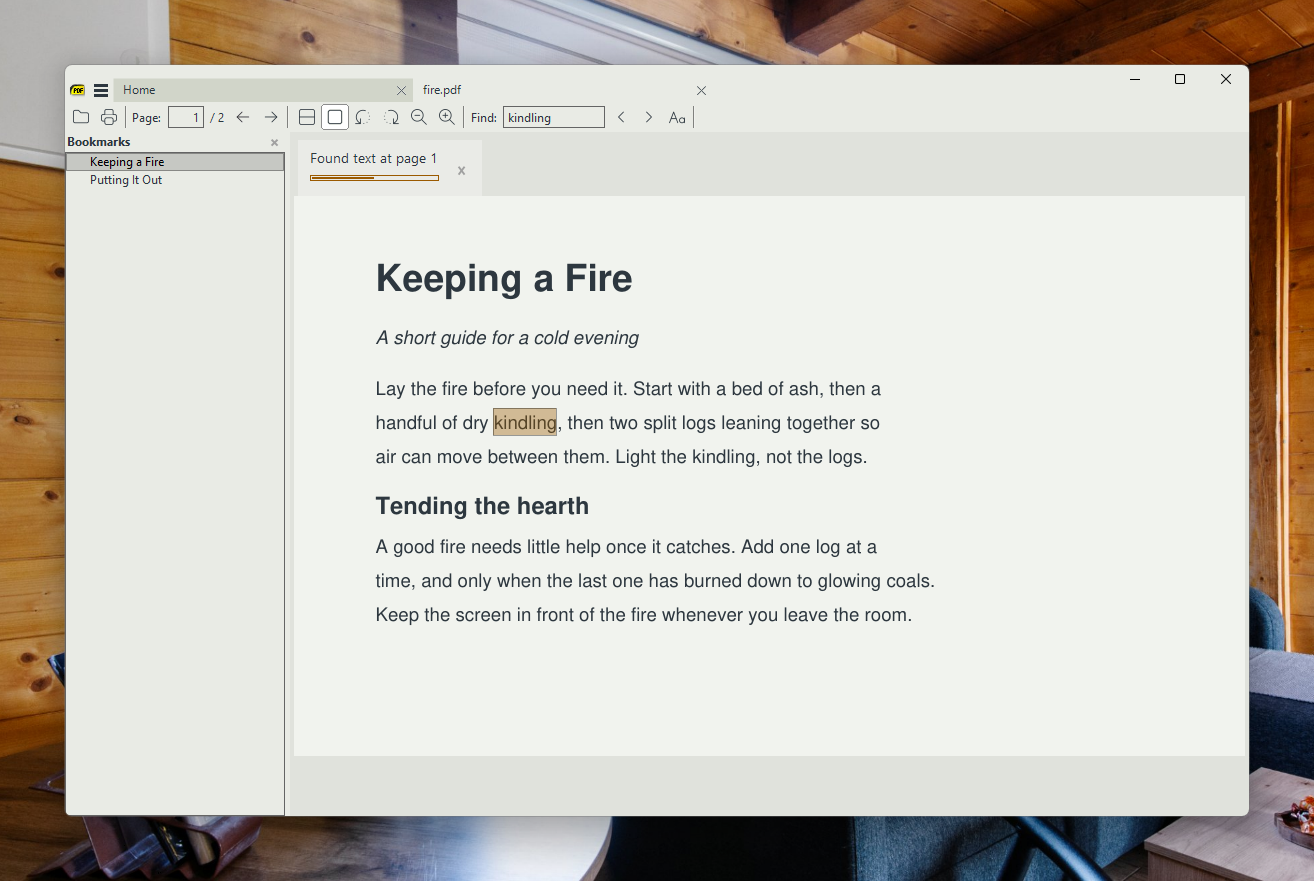 PDF
Home
fire.pdf
Page: 1 / 2
Find: kindling
Aa
Bookmarks
Keeping a Fire
Putting It Out
Found text at page 1
Keeping a Fire
A short guide for a cold evening
Lay the fire before you need it. Start with a bed of ash, then a
handful of dry kindling, then two split logs leaning together so
air can move between them. Light the kindling, not the logs.
Tending the hearth
A good fire needs little help once it catches. Add one log at a
time, and only when the last one has burned down to glowing coals.
Keep the screen in front of the fire whenever you leave the room.